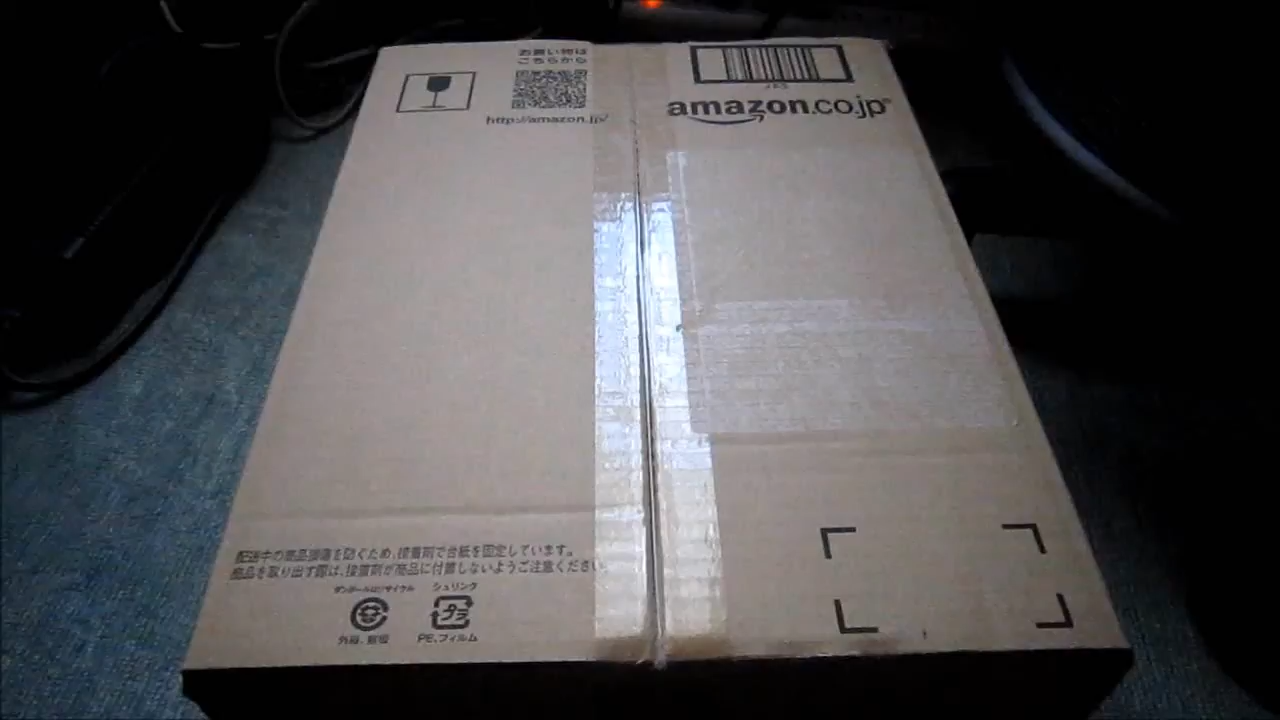 お買い物は
こちらから
http://amazon.jp/
amazon.co.jp
配送中の商品損傷を防ぐため、接着剤で台紙を固定しています。
商品を取り出す際は、接着剤が商品に付着しないようご注意ください。
ダンボールはリサイクル
シュリンク
プラ
外箱、敷板
PE、フィルム